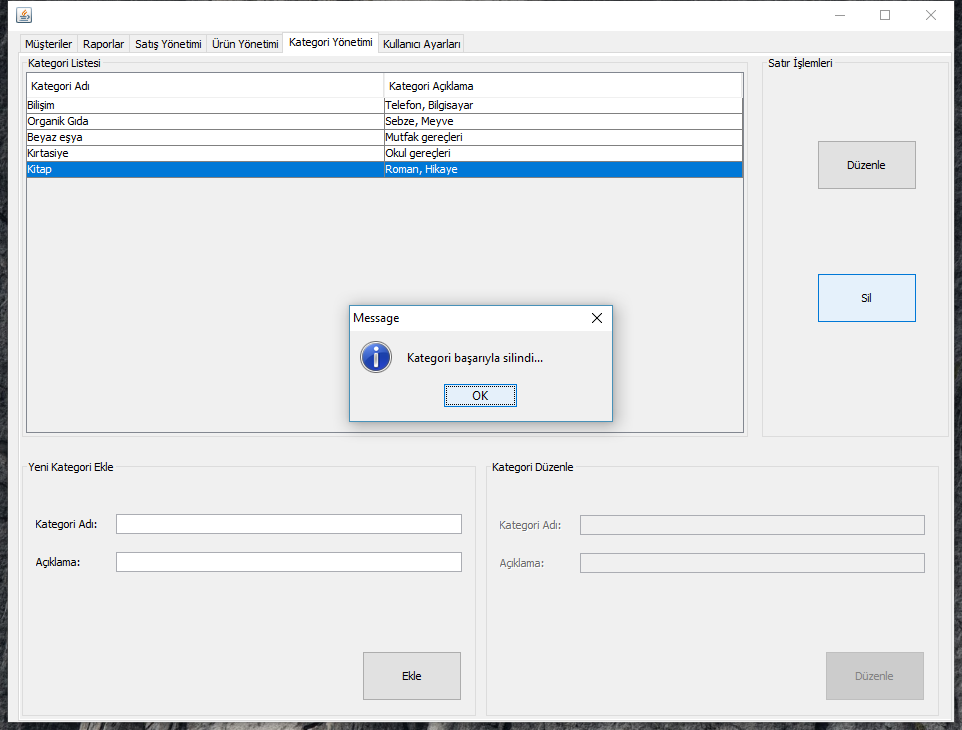 Müşteriler Raporlar Satış Yönetimi Ürün Yönetimi Kategori Yönetimi Kullanıcı Ayarları
Kategori Listesi
Kategori Adı Kategori Açıklama
Bilişim Telefon, Bilgisayar
Organik Gıda Sebze, Meyve
Beyaz eşya Mutfak gereçleri
Kırtasiye Okul gereçleri
Kitap Roman, Hikaye
Satır İşlemleri
Düzenle
Sil
Message
Kategori başarıyla silindi...
OK
Yeni Kategori Ekle
Kategori Adı:
Açıklama:
Ekle
Kategori Düzenle
Kategori Adı:
Açıklama:
Düzenle